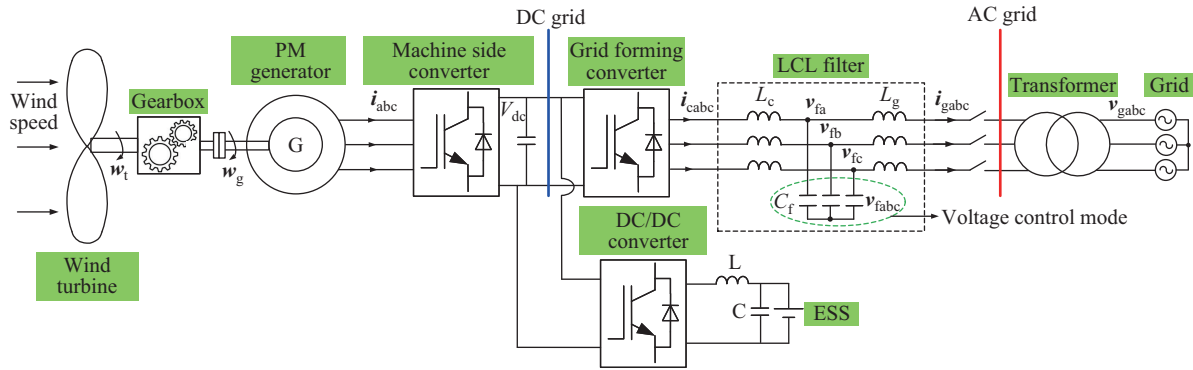 DC grid
AC grid
PM
generator
Machine side
converter
Grid forming
converter
LCL filter
Transformer
Grid
Wind
speed
Gearbox
i_abc
V_dc
i_cabc
L_c
v_fa
L_g
i_gabc
v_gabc
G
v_fb
v_fc
w_t
w_g
C_f
v_fabc
Voltage control mode
DC/DC
converter
Wind
turbine
L
C
ESS